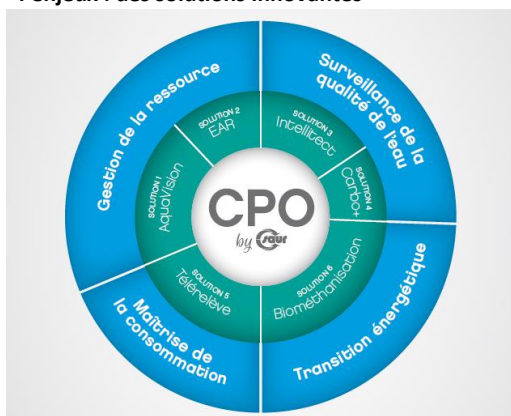 enjeux : des solutions innovantes
Gestion de la ressource
Surveillance de la
qualité de l'eau
SOLUTION 1
AquaVision
SOLUTION 2
EAR
SOLUTION 3
Intellitect
SOLUTION 4
Carbo+
CPO
by saur
SOLUTION 5
Télérelève
SOLUTION 6
Biométhanisation
Maîtrise de
la consommation
Transition énergétique